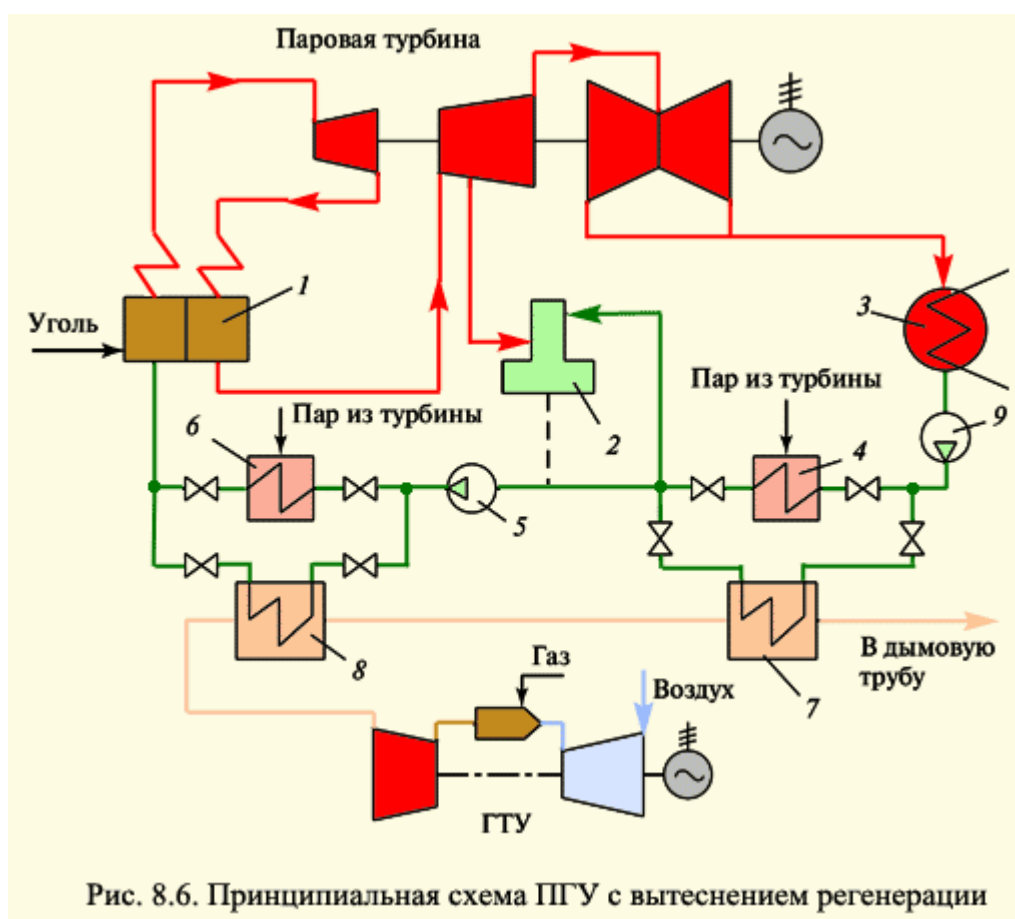 Паровая турбина
1
Уголь
3
Пар из турбины
Пар из турбины
9
6
2
4
5
8
7
В дымовую
трубу
Газ
Воздух
ГТУ
Рис. 8.6. Принципиальная схема ПГУ с вытеснением регенерации